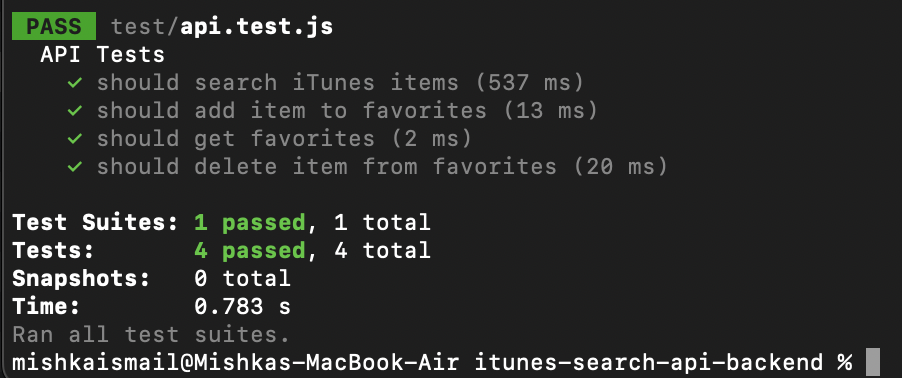 PASS test/api.test.js
API Tests
✓ should search iTunes items (537 ms)
✓ should add item to favorites (13 ms)
✓ should get favorites (2 ms)
✓ should delete item from favorites (20 ms)
Test Suites: 1 passed, 1 total
Tests: 4 passed, 4 total
Snapshots: 0 total
Time: 0.783 s
Ran all test suites.
mishkaismail@Mishkas-MacBook-Air itunes-search-api-backend %